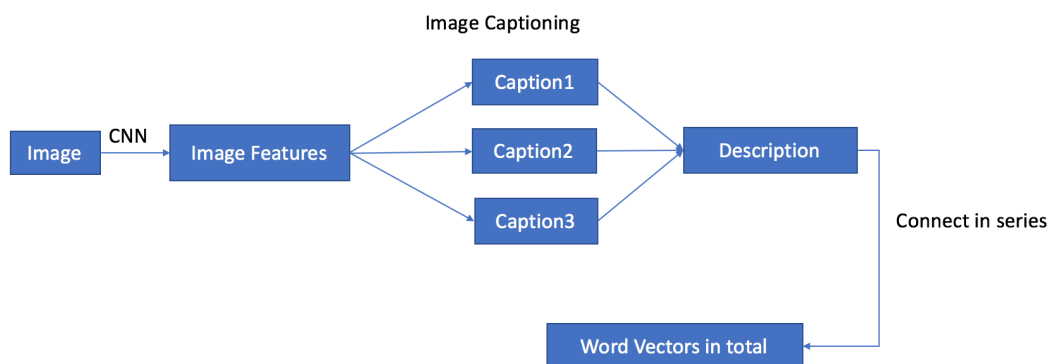 Image Captioning
Image
CNN
Image Features
Caption1
Caption2
Caption3
Description
Connect in series
Word Vectors in total